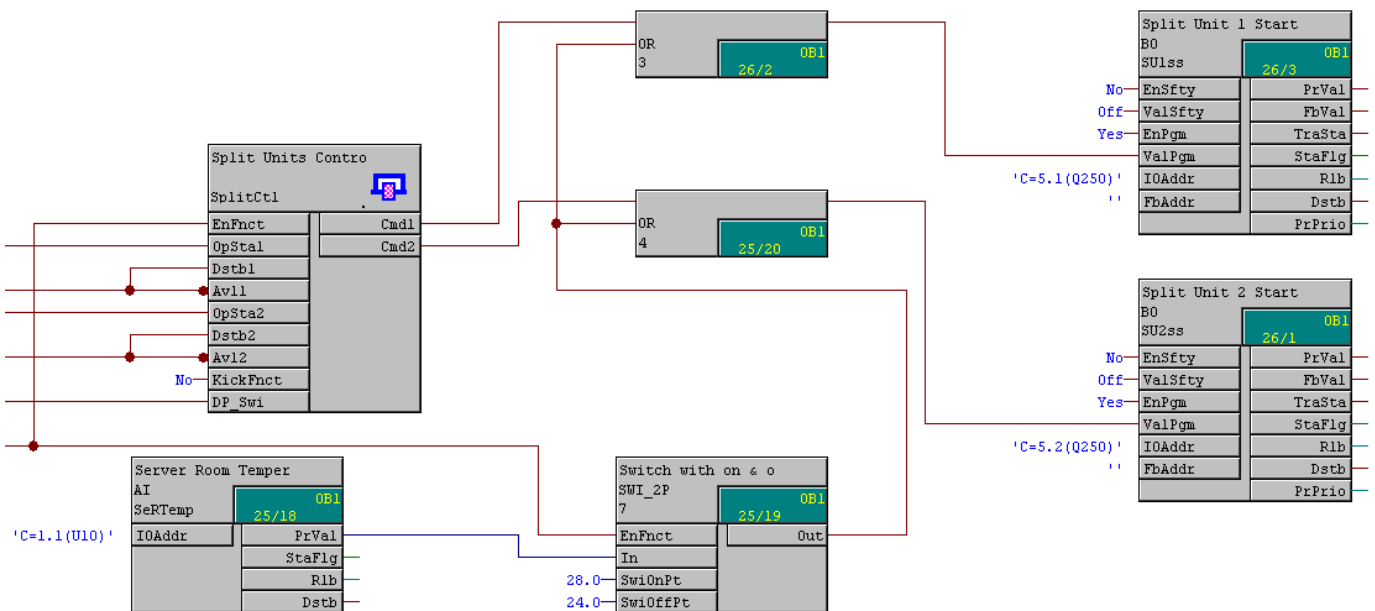 OR
3
OB1
26/2
Split Unit 1 Start
BO
SU1ss
OB1
26/3
No
EnSfty
PrVal
Off
ValSfty
FbVal
Yes
EnPgm
TraSta
ValPgm
StaFlg
'C=5.1(Q250)'
IOAddr
Rlb
''
FbAddr
Dstb
PrPrio
Split Units Contro
SplitCtl
EnFnct
Cmd1
OpSta1
Cmd2
Dstb1
Avl1
OpSta2
Dstb2
Avl2
No
KickFnct
DP_Swi
OR
4
OB1
25/20
Split Unit 2 Start
BO
SU2ss
OB1
26/1
No
EnSfty
PrVal
Off
ValSfty
FbVal
Yes
EnPgm
TraSta
ValPgm
StaFlg
'C=5.2(Q250)'
IOAddr
Rlb
''
FbAddr
Dstb
PrPrio
Server Room Temper
AI
SeRTemp
OB1
25/18
'C=1.1(U10)'
IOAddr
PrVal
StaFlg
Rlb
Dstb
Switch with on & o
SWI_2P
7
OB1
25/19
EnFnct
Out
In
28.0
SwiOnPt
24.0
SwiOffPt